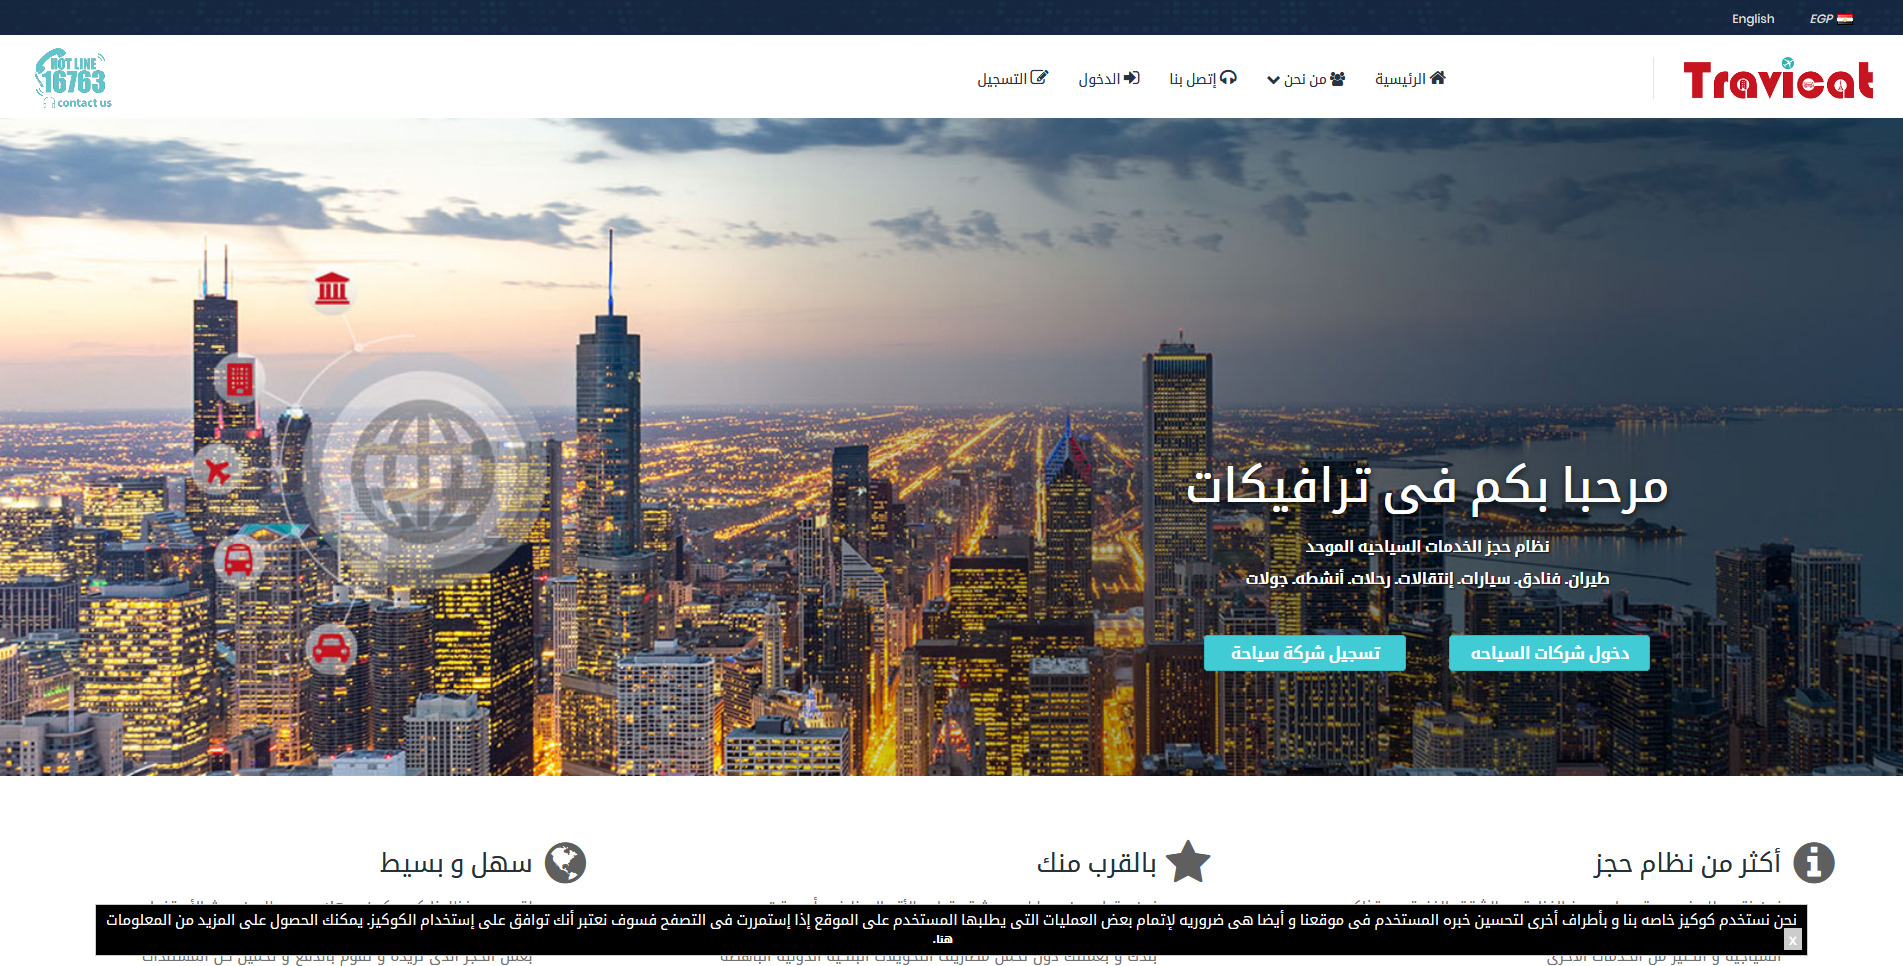 English
EGP
Travicat
الرئيسية
من نحن
إتصل بنا
الدخول
التسجيل
HOT LINE
16763
contact us
مرحبا بكم فى ترافيكات
نظام حجز الخدمات السياحيه الموحد
طيران. فنادق. سيارات. إنتقالات. رحلات. أنشطه. جولات
دخول شركات السياحه
تسجيل شركة سياحة
أكثر من نظام حجز
بالقرب منك
سهل و بسيط
نحن نستخدم كوكيز خاصه بنا و بأطراف أخرى لتحسين خبره المستخدم فى موقعنا و أيضا هى ضروريه لإتمام بعض العمليات التى يطلبها المستخدم على الموقع إذا إستمررت فى التصفح فسوف نعتبر أنك توافق على إستخدام الكوكيز. يمكنك الحصول على المزيد من المعلومات
هنا.
x